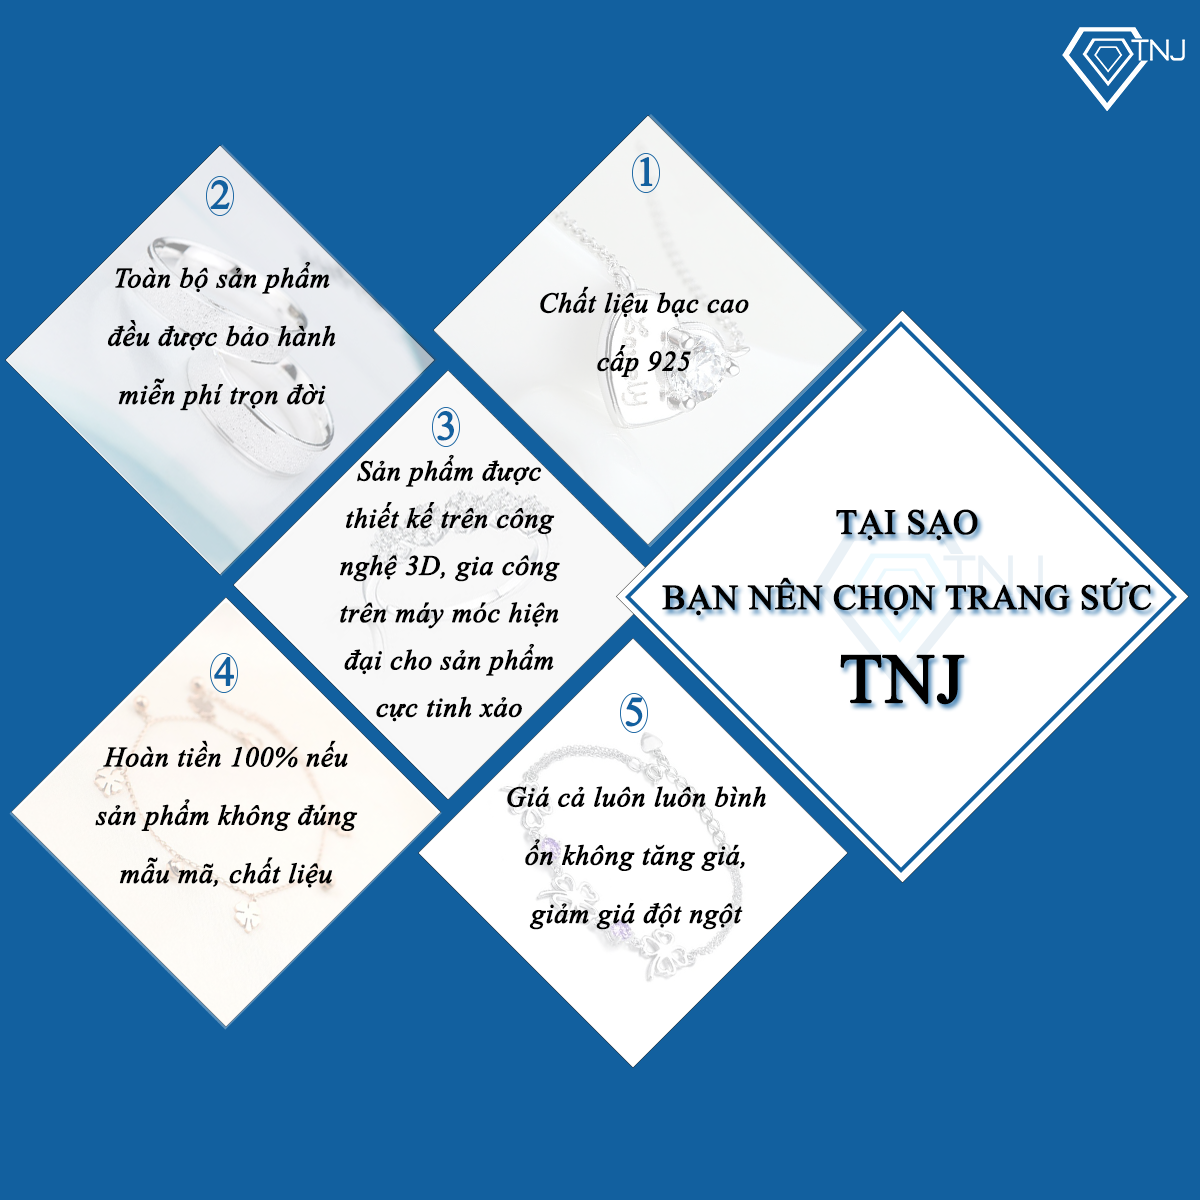 TNJ
1
Chất liệu bạc cao
cấp 925
2
Toàn bộ sản phẩm
đều được bảo hành
miễn phí trọn đời
3
Sản phẩm được
thiết kế trên công
nghệ 3D, gia công
trên máy móc hiện
đại cho sản phẩm
cực tinh xảo
4
Hoàn tiền 100% nếu
sản phẩm không đúng
mẫu mã, chất liệu
5
Giá cả luôn luôn bình
ổn không tăng giá,
giảm giá đột ngột
TẠI SẠO
BẠN NÊN CHỌN TRANG SỨC
TNJ
TNJ